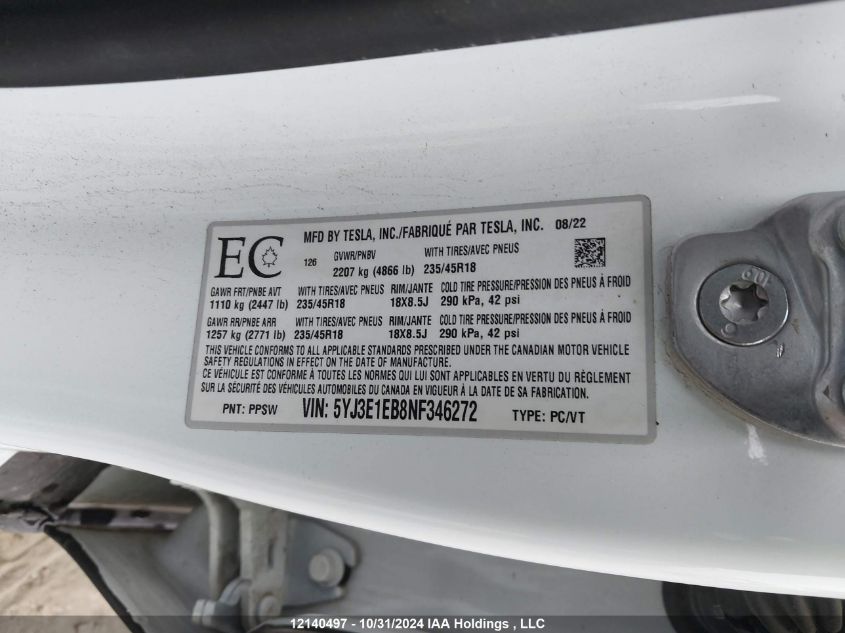 EC
MFD BY TESLA, INC./FABRIQUÉ PAR TESLA, INC. 08/22
126
GVWR/PNBV WITH TIRES/AVEC PNEUS
2207 kg (4866 lb) 235/45R18
GAWR FRT/PNBE AVT WITH TIRES/AVEC PNEUS RIM/JANTE COLD TIRE PRESSURE/PRESSION DES PNEUS À FROID
1110 kg (2447 lb) 235/45R18 18X8.5J 290 kPa, 42 psi
GAWR RR/PNBE ARR WITH TIRES/AVEC PNEUS RIM/JANTE COLD TIRE PRESSURE/PRESSION DES PNEUS À FROID
1257 kg (2771 lb) 235/45R18 18X8.5J 290 kPa, 42 psi
THIS VEHICLE CONFORMS TO ALL APPLICABLE STANDARDS PRESCRIBED UNDER THE CANADIAN MOTOR VEHICLE
SAFETY REGULATIONS IN EFFECT ON THE DATE OF MANUFACTURE.
CE VÉHICULE EST CONFORME À TOUTES LES NORMES QUI LUI SONT APPLICABLES EN VERTU DU RÈGLEMENT
SUR LA SÉCURITÉ DES VÉHICULES AUTOMOBILES DU CANADA EN VIGUEUR À LA DATE DE SA FABRICATION
PNT: PPSW VIN: 5YJ3E1EB8NF346272 TYPE: PC/VT
12140497 - 10/31/2024 IAA Holdings , LLC